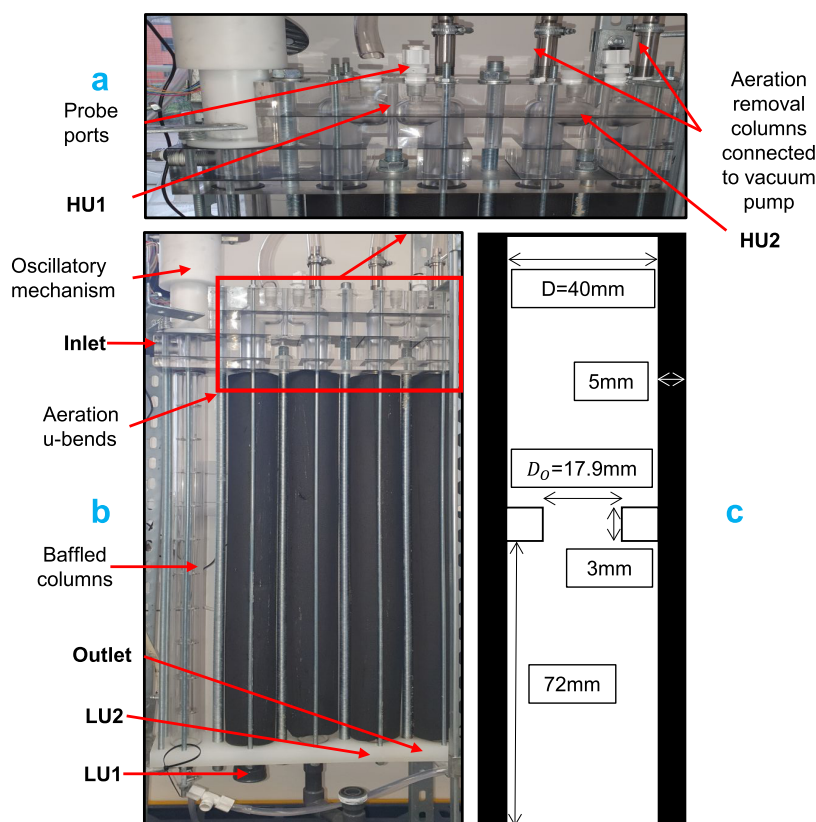 a
Probe
ports
HU1
Aeration
removal
columns
connected
to vacuum
pump
HU2
Oscillatory
mechanism
Inlet
Aeration
u-bends
b
Baffled
columns
Outlet
LU2
LU1
D=40mm
5mm
D_O=17.9mm
c
3mm
72mm